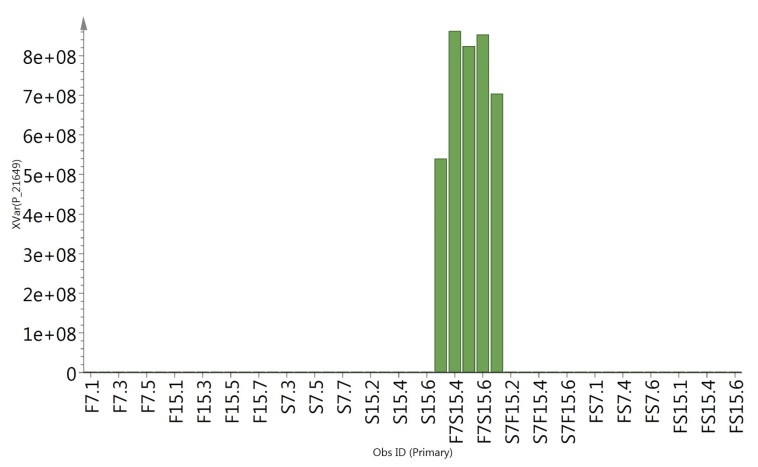 8e+08
7e+08
6e+08
5e+08
4e+08
3e+08
2e+08
1e+08
0
XVar(P_21649)
F7.1
F7.3
F7.5
F15.1
F15.3
F15.5
F15.7
S7.3
S7.5
S7.7
S15.2
S15.4
S15.6
F7S15.4
F7S15.6
S7F15.2
S7F15.4
S7F15.6
FS7.1
FS7.4
FS7.6
FS15.1
FS15.4
FS15.6
Obs ID (Primary)